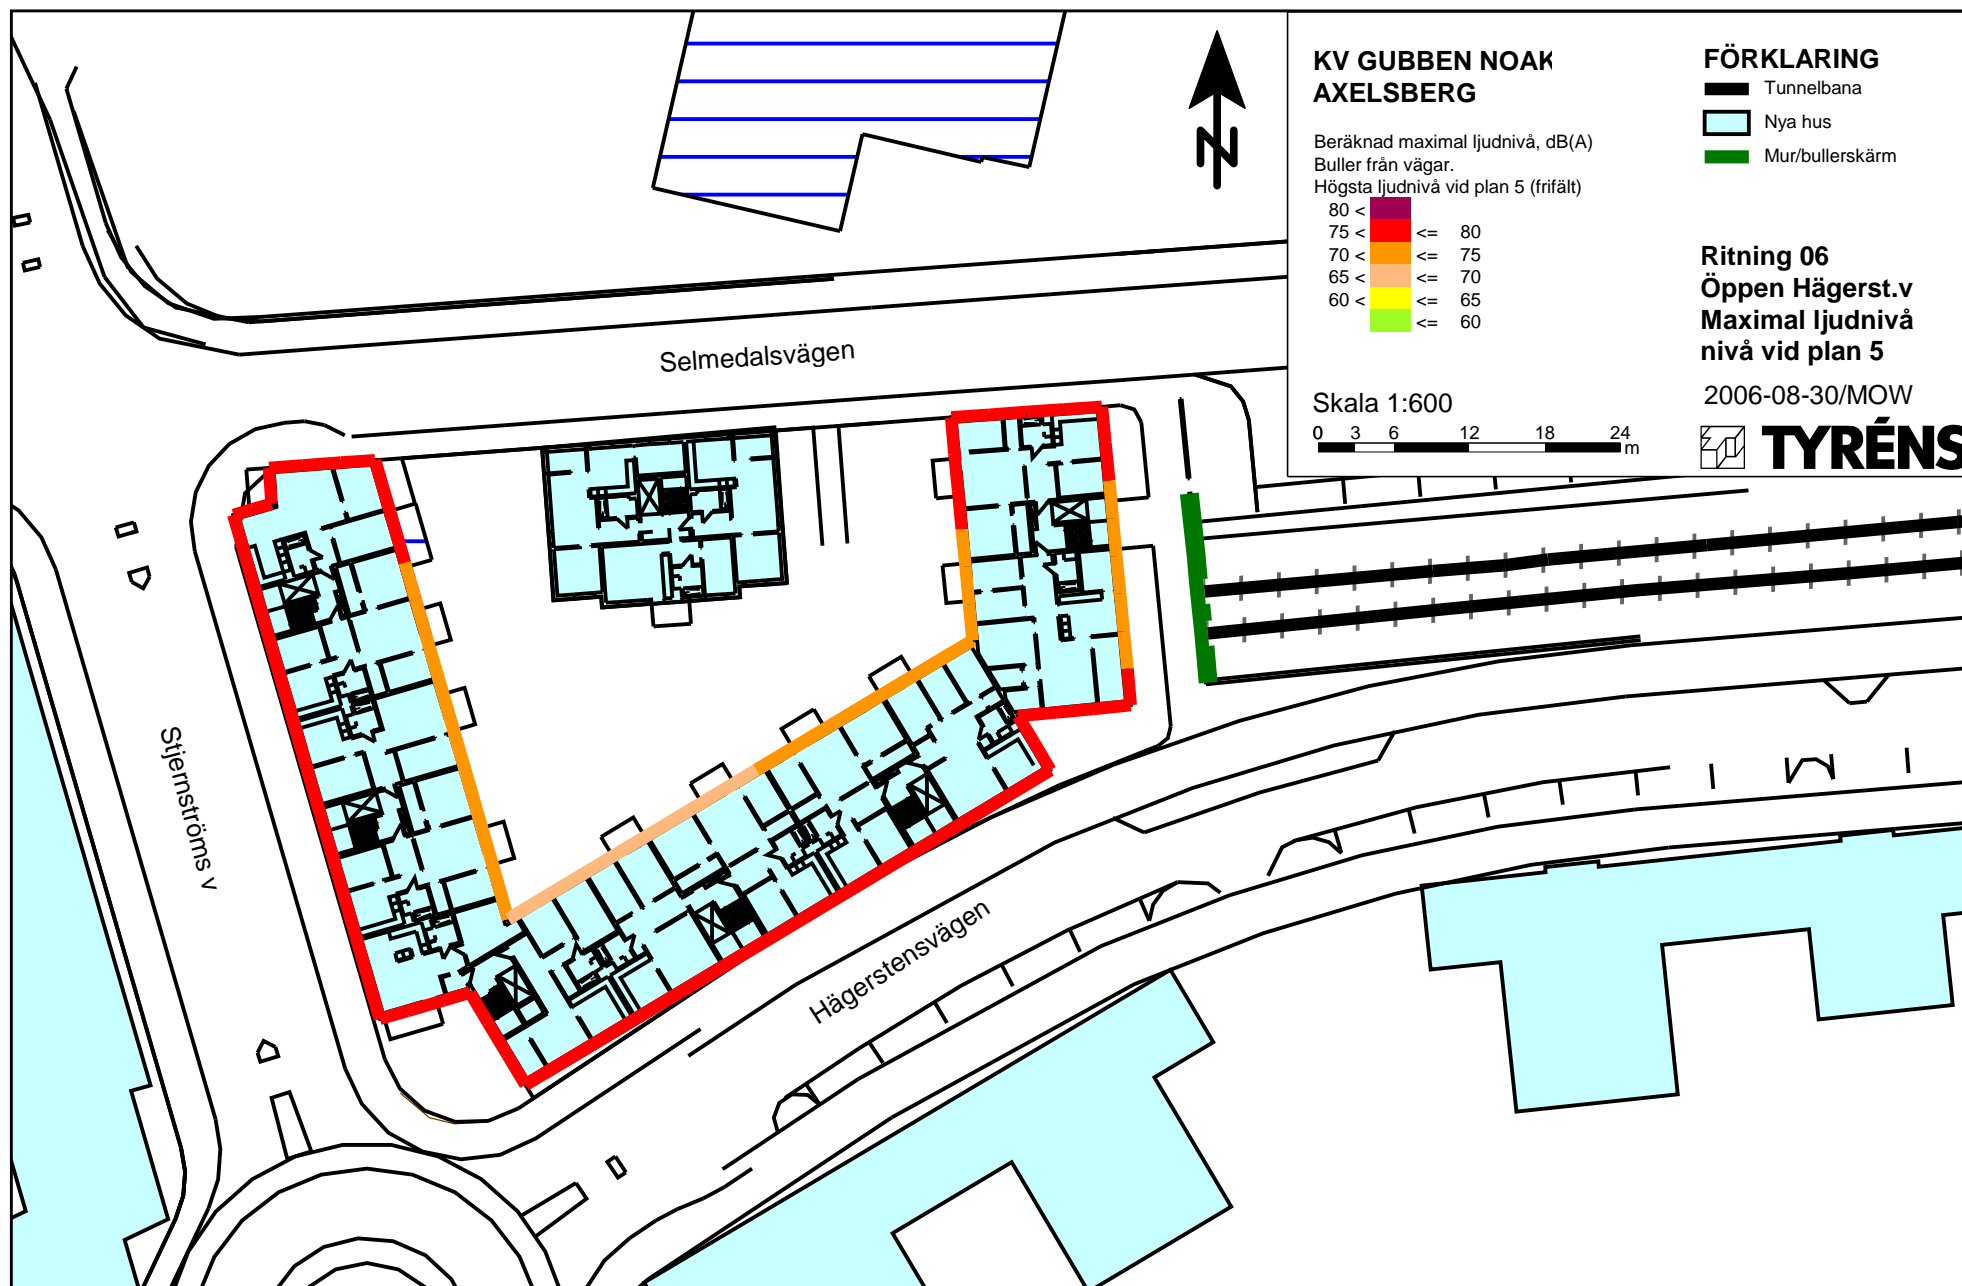 KV GUBBEN NOAK
AXELSBERG
Beräknad maximal ljudnivå, dB(A)
Buller från vägar.
Högsta ljudnivå vid plan 5 (frifält)
80 <
75 < <= 80
70 < <= 75
65 < <= 70
60 < <= 65
<= 60
Skala 1:600
0 3 6 12 18 24
m
FÖRKLARING
Tunnelbana
Nya hus
Mur/bullerskärm
Ritning 06
Öppen Hägerst.v
Maximal ljudnivå
nivå vid plan 5
2006-08-30/MOW
TYRÉNS
N
Selmedalsvägen
Stjernströms v
Hägerstensvägen